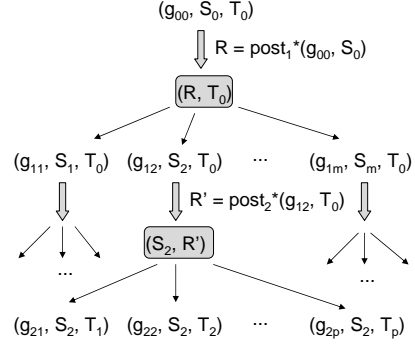 (g₀₀, S₀, T₀)
R = post₁*(g₀₀, S₀)
(R, T₀)
(g₁₁, S₁, T₀) (g₁₂, S₂, T₀) ... (g₁ₘ, Sₘ, T₀)
R' = post₂*(g₁₂, T₀)
(S₂, R')
... ...
(g₂₁, S₂, T₁) (g₂₂, S₂, T₂) ... (g₂ₚ, S₂, Tₚ)